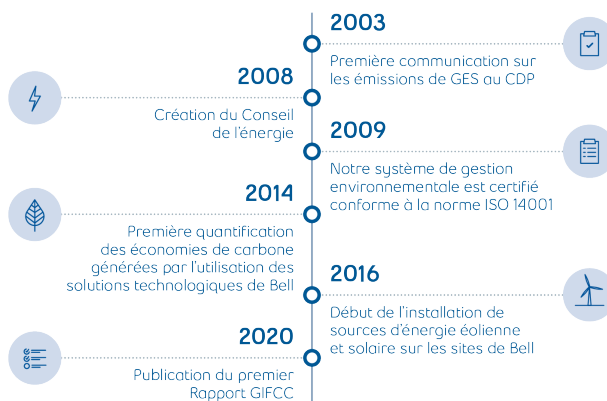 2003
Première communication sur
les émissions de GES au CDP
2008
Création du Conseil
de l'énergie
2009
Notre système de gestion
environnementale est certifié
conforme à la norme ISO 14001
2014
Première quantification
des économies de carbone
générées par l'utilisation des
solutions technologiques de Bell
2016
Début de l'installation de
sources d'énergie éolienne
et solaire sur les sites de Bell
2020
Publication du premier
Rapport GIFCC